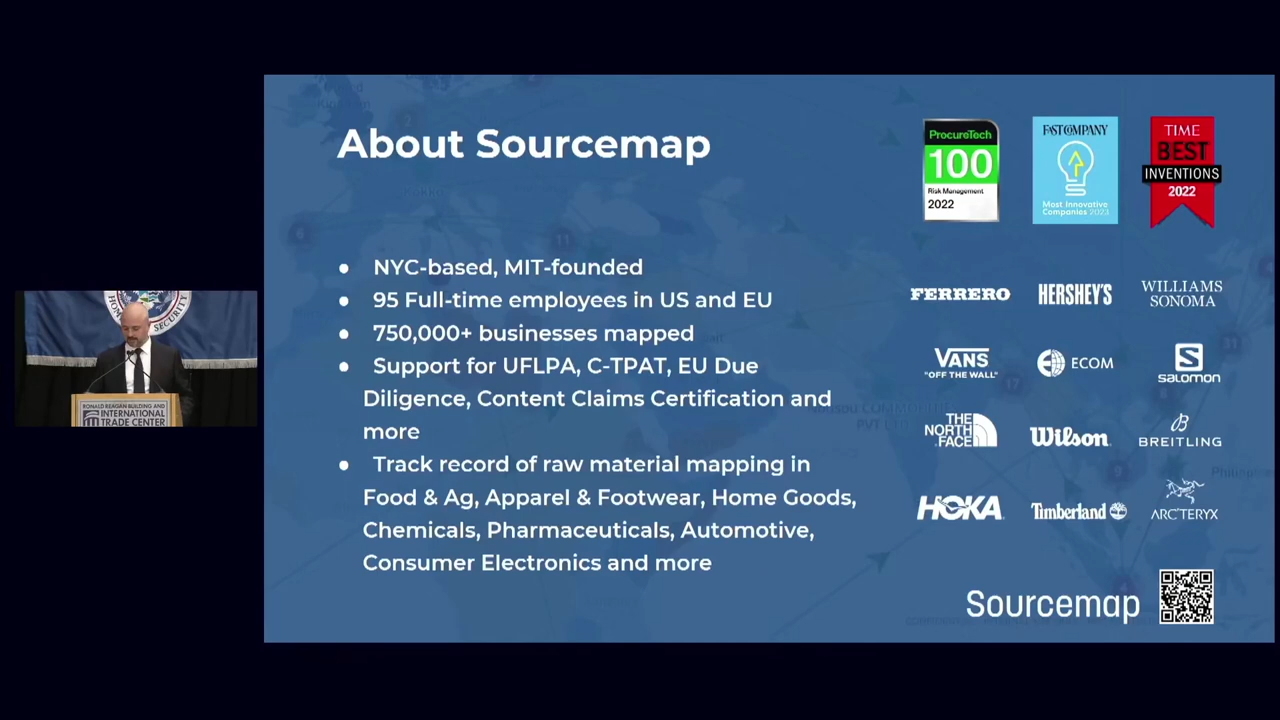 About Sourcemap
● NYC-based, MIT-founded
● 95 Full-time employees in US and EU
● 750,000+ businesses mapped
● Support for UFLPA, C-TPAT, EU Due
Diligence, Content Claims Certification and
more
● Track record of raw material mapping in
Food & Ag, Apparel & Footwear, Home Goods,
Chemicals, Pharmaceuticals, Automotive,
Consumer Electronics and more
ProcureTech
100
Risk Management
2022
FAST COMPANY
Most Innovative
Companies 2023
TIME
BEST
INVENTIONS
2022
FERRERO
HERSHEY'S
WILLIAMS
SONOMA
VANS
"OFF THE WALL"
ECOM
SALOMON
THE
NORTH
FACE
Wilson
BREITLING
HOKA
Timberland
ARC'TERYX
Sourcemap
SECURITY
RONALD REAGAN BUILDING AND
INTERNATIONAL
TRADE CENTER